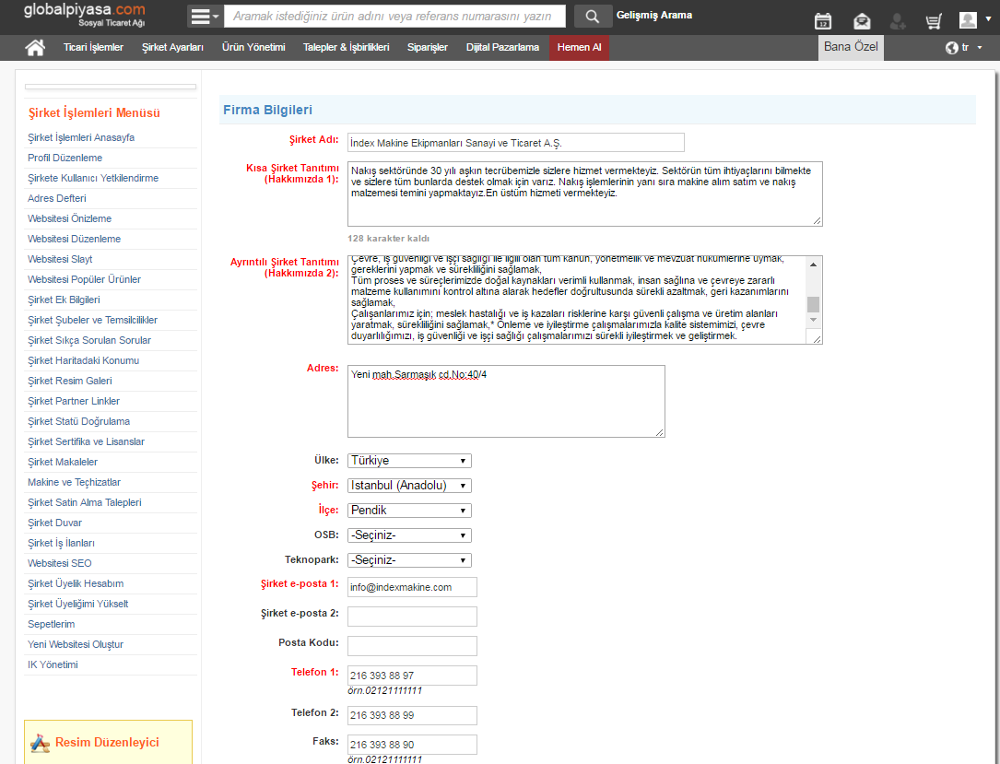 globalpiyasa.com
Sosyal Ticaret Ağı
Aramak istediğiniz ürün adını veya referans numarasını yazın
Gelişmiş Arama
12
Ticari İşlemler
Şirket Ayarları
Ürün Yönetimi
Talepler & İşbirlikleri
Siparişler
Dijital Pazarlama
Hemen Al
Bana Özel
tr
Şirket İşlemleri Menüsü
Şirket İşlemleri Anasayfa
Profil Düzenleme
Şirkete Kullanıcı Yetkilendirme
Adres Defteri
Websitesi Önizleme
Websitesi Düzenleme
Websitesi Slayt
Websitesi Popüler Ürünler
Şirket Ek Bilgileri
Şirket Şubeler ve Temsilcilikler
Şirket Sıkça Sorulan Sorular
Şirket Haritadaki Konumu
Şirket Resim Galeri
Şirket Partner Linkler
Şirket Statü Doğrulama
Şirket Sertifika ve Lisanslar
Şirket Makaleler
Makine ve Teçhizatlar
Şirket Satin Alma Talepleri
Şirket Duvar
Şirket İş İlanları
Websitesi SEO
Şirket Üyelik Hesabım
Şirket Üyeliğimi Yükselt
Sepetlerim
Yeni Websitesi Oluştur
IK Yönetimi
Resim Düzenleyici
Firma Bilgileri
Şirket Adı:
İndex Makine Ekipmanları Sanayi ve Ticaret A.Ş.
Kısa Şirket Tanıtımı
(Hakkımızda 1):
Nakış sektöründe 30 yılı aşkın tecrübemizle sizlere hizmet vermekteyiz. Sektörün tüm ihtiyaçlarını bilmekte
ve sizlere tüm bunlarda destek olmak için varız. Nakış işlemlerinin yanı sıra makine alım satım ve nakış
malzemesi temini yapmaktayız.En üstüm hizmeti vermekteyiz.
128 karakter kaldı
Ayrıntılı Şirket Tanıtımı
(Hakkımızda 2):
Çevre, iş güvenliği ve işçi sağlığı ile ilgili olan tüm kanun, yönetmelik ve mevzuat hükümlerine uymak,
gereklerini yapmak ve sürekliliğini sağlamak,
Tüm proses ve süreçlerimizde doğal kaynakları verimli kullanmak, insan sağlına ve çevreye zararlı
malzeme kullanımını kontrol altına alarak hedefler doğrultusunda sürekli azaltmak, geri kazanımlarını
sağlamak,
Çalışanlarımız için; meslek hastalığı ve iş kazaları risklerine karşı güvenli çalışma ve üretim alanları
yaratmak, sürekliliğini sağlamak,* Önleme ve iyileştirme çalışmalarımızla kalite sistemimizi, çevre
duyarlılığımızı, iş güvenliği ve işçi sağlığı çalışmalarımızı sürekli iyileştirmek ve geliştirmek.
Adres:
Yeni mah.Sarmaşık cd.No:40/4
Ülke:
Türkiye
Şehir:
Istanbul (Anadolu)
İlçe:
Pendik
OSB:
-Seçiniz-
Teknopark:
-Seçiniz-
Şirket e-posta 1:
info@indexmakine.com
Şirket e-posta 2:
Posta Kodu:
Telefon 1:
216 393 88 97
örn.02121111111
Telefon 2:
216 393 88 99
Faks:
216 393 88 90
örn.02121111111